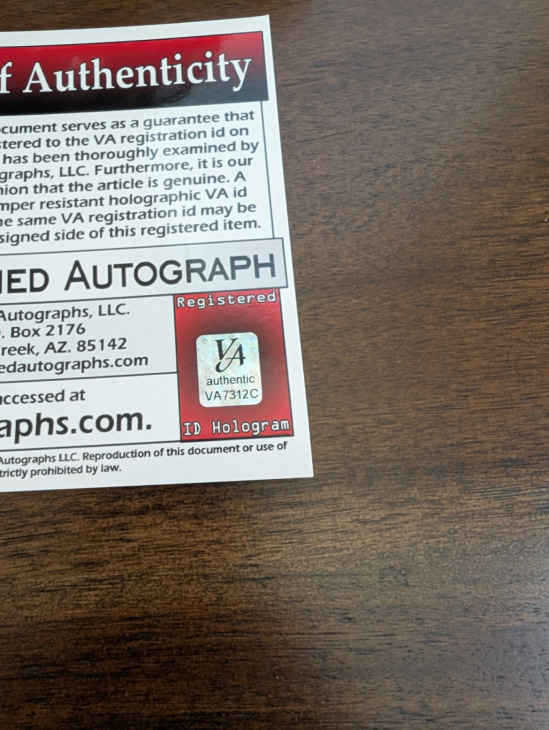 f Authenticity
cument serves as a guarantee that
stered to the VA registration id on
has been thoroughly examined by
graphs, LLC. Furthermore, it is our
nion that the article is genuine. A
mper resistant holographic VA id
e same VA registration id may be
signed side of this registered item.
IED AUTOGRAPH
Autographs, LLC.
. Box 2176
reek, AZ. 85142
edautographs.com
Registered
VA
authentic
VA7312C
ID Hologram
accessed at
aphs.com.
Autographs LLC. Reproduction of this document or use of
trictly prohibited by law.